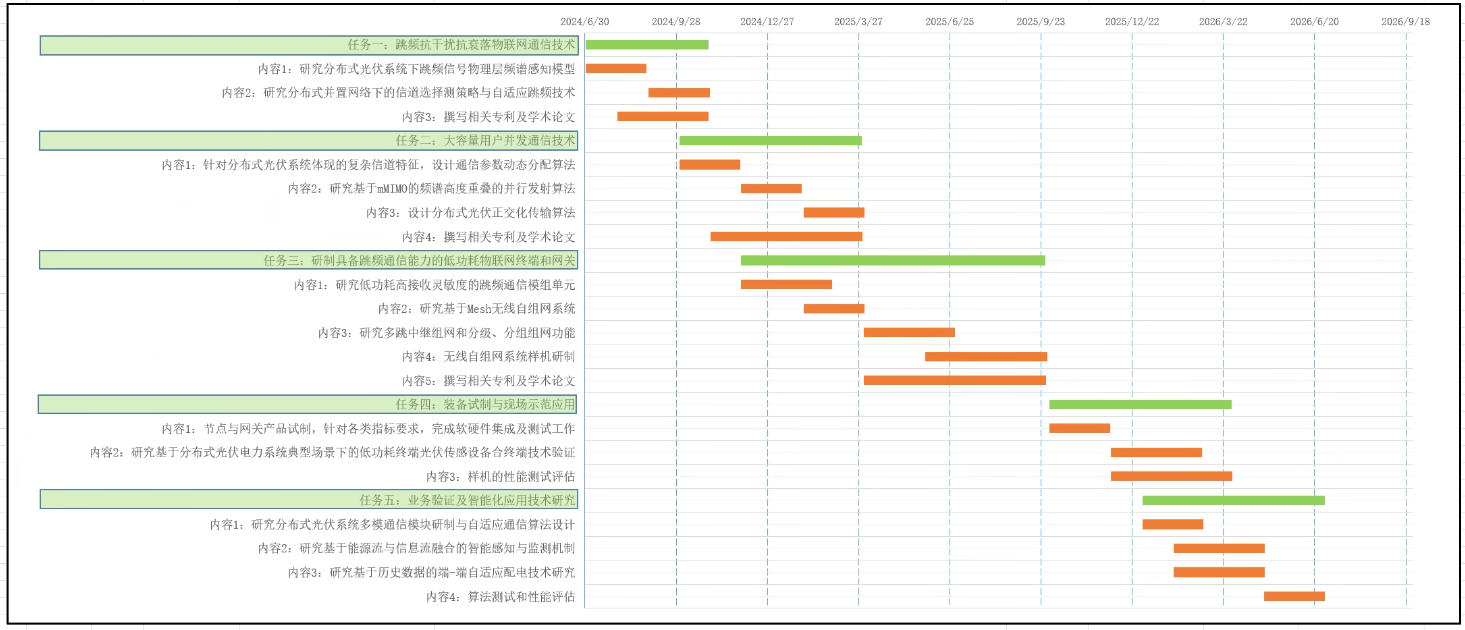 2024/6/30 2024/9/28 2024/12/27 2025/3/27 2025/6/25 2025/9/23 2025/12/22 2026/3/22 2026/6/20 2026/9/18
任务一：跳频抗干扰抗衰落物联网通信技术
内容1：研究分布式光伏系统下跳频信号物理层频谱感知模型
内容2：研究分布式并置网络下的信道选择测策略与自适应跳频技术
内容3：撰写相关专利及学术论文
任务二：大容量用户并发通信技术
内容1：针对分布式光伏系统体现的复杂信道特征，设计通信参数动态分配算法
内容2：研究基于mMIMO的频谱高度重叠的并行发射算法
内容3：设计分布式光伏正交化传输算法
内容4：撰写相关专利及学术论文
任务三：研制具备跳频通信能力的低功耗物联网终端和网关
内容1：研究低功耗高接收灵敏度的跳频通信模组单元
内容2：研究基于Mesh无线自组网系统
内容3：研究多跳中继组网和分级、分组组网功能
内容4：无线自组网系统样机研制
内容5：撰写相关专利及学术论文
任务四：装备试制与现场示范应用
内容1：节点与网关产品试制，针对各类指标要求，完成软硬件集成及测试工作
内容2：研究基于分布式光伏电力系统典型场景下的低功耗终端光伏传感设备合终端技术验证
内容3：样机的性能测试评估
任务五：业务验证及智能化应用技术研究
内容1：研究分布式光伏系统多模通信模块研制与自适应通信算法设计
内容2：研究基于能源流与信息流融合的智能感知与监测机制
内容3：研究基于历史数据的端-端自适应配电技术研究
内容4：算法测试和性能评估